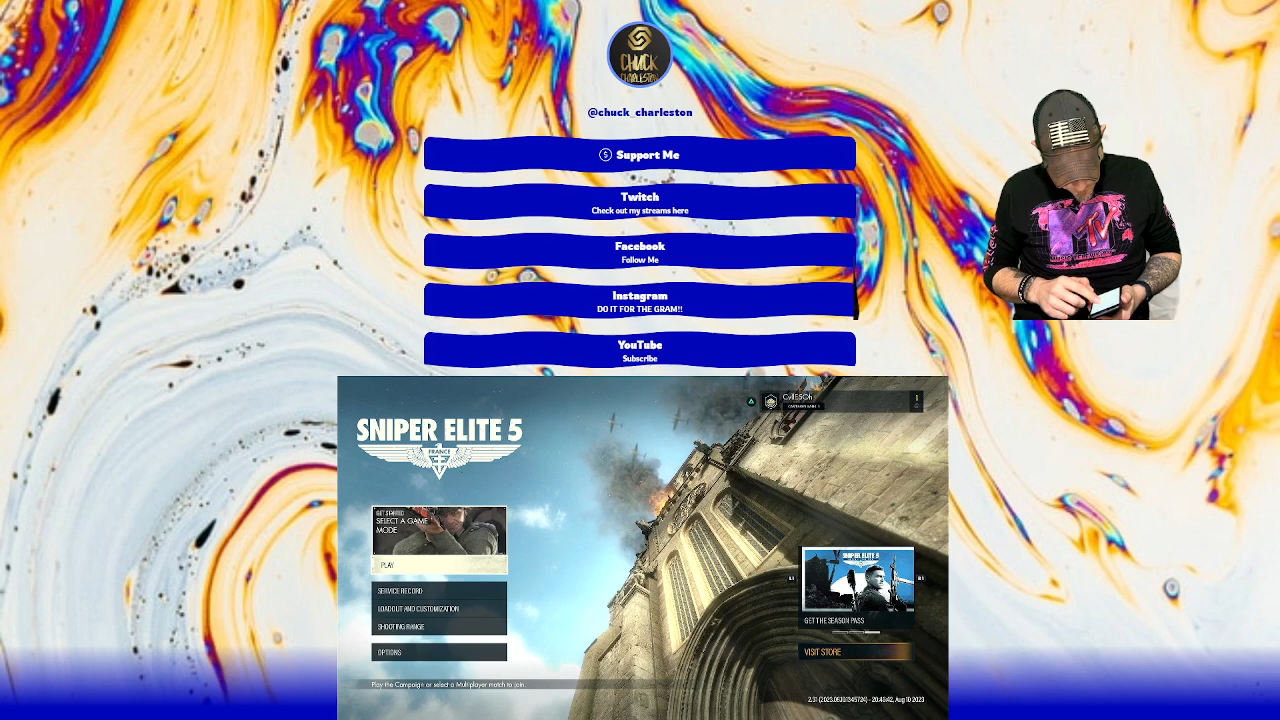 CHUCK
CHARLESTON
@chuck_charleston
Support Me
Twitch
Check out my streams here
Facebook
Follow Me
Instagram
DO IT FOR THE GRAM!!
YouTube
Subscribe
SNIPER ELITE 5
FRANCE
GET STARTED
SELECT A GAME
MODE
PLAY
SERVICE RECORD
LOADOUT AND CUSTOMIZATION
SHOOTING RANGE
OPTIONS
Play the Campaign or select a Multiplayer match to join.
SNIPER ELITE 5
GET THE SEASON PASS
VISIT STORE